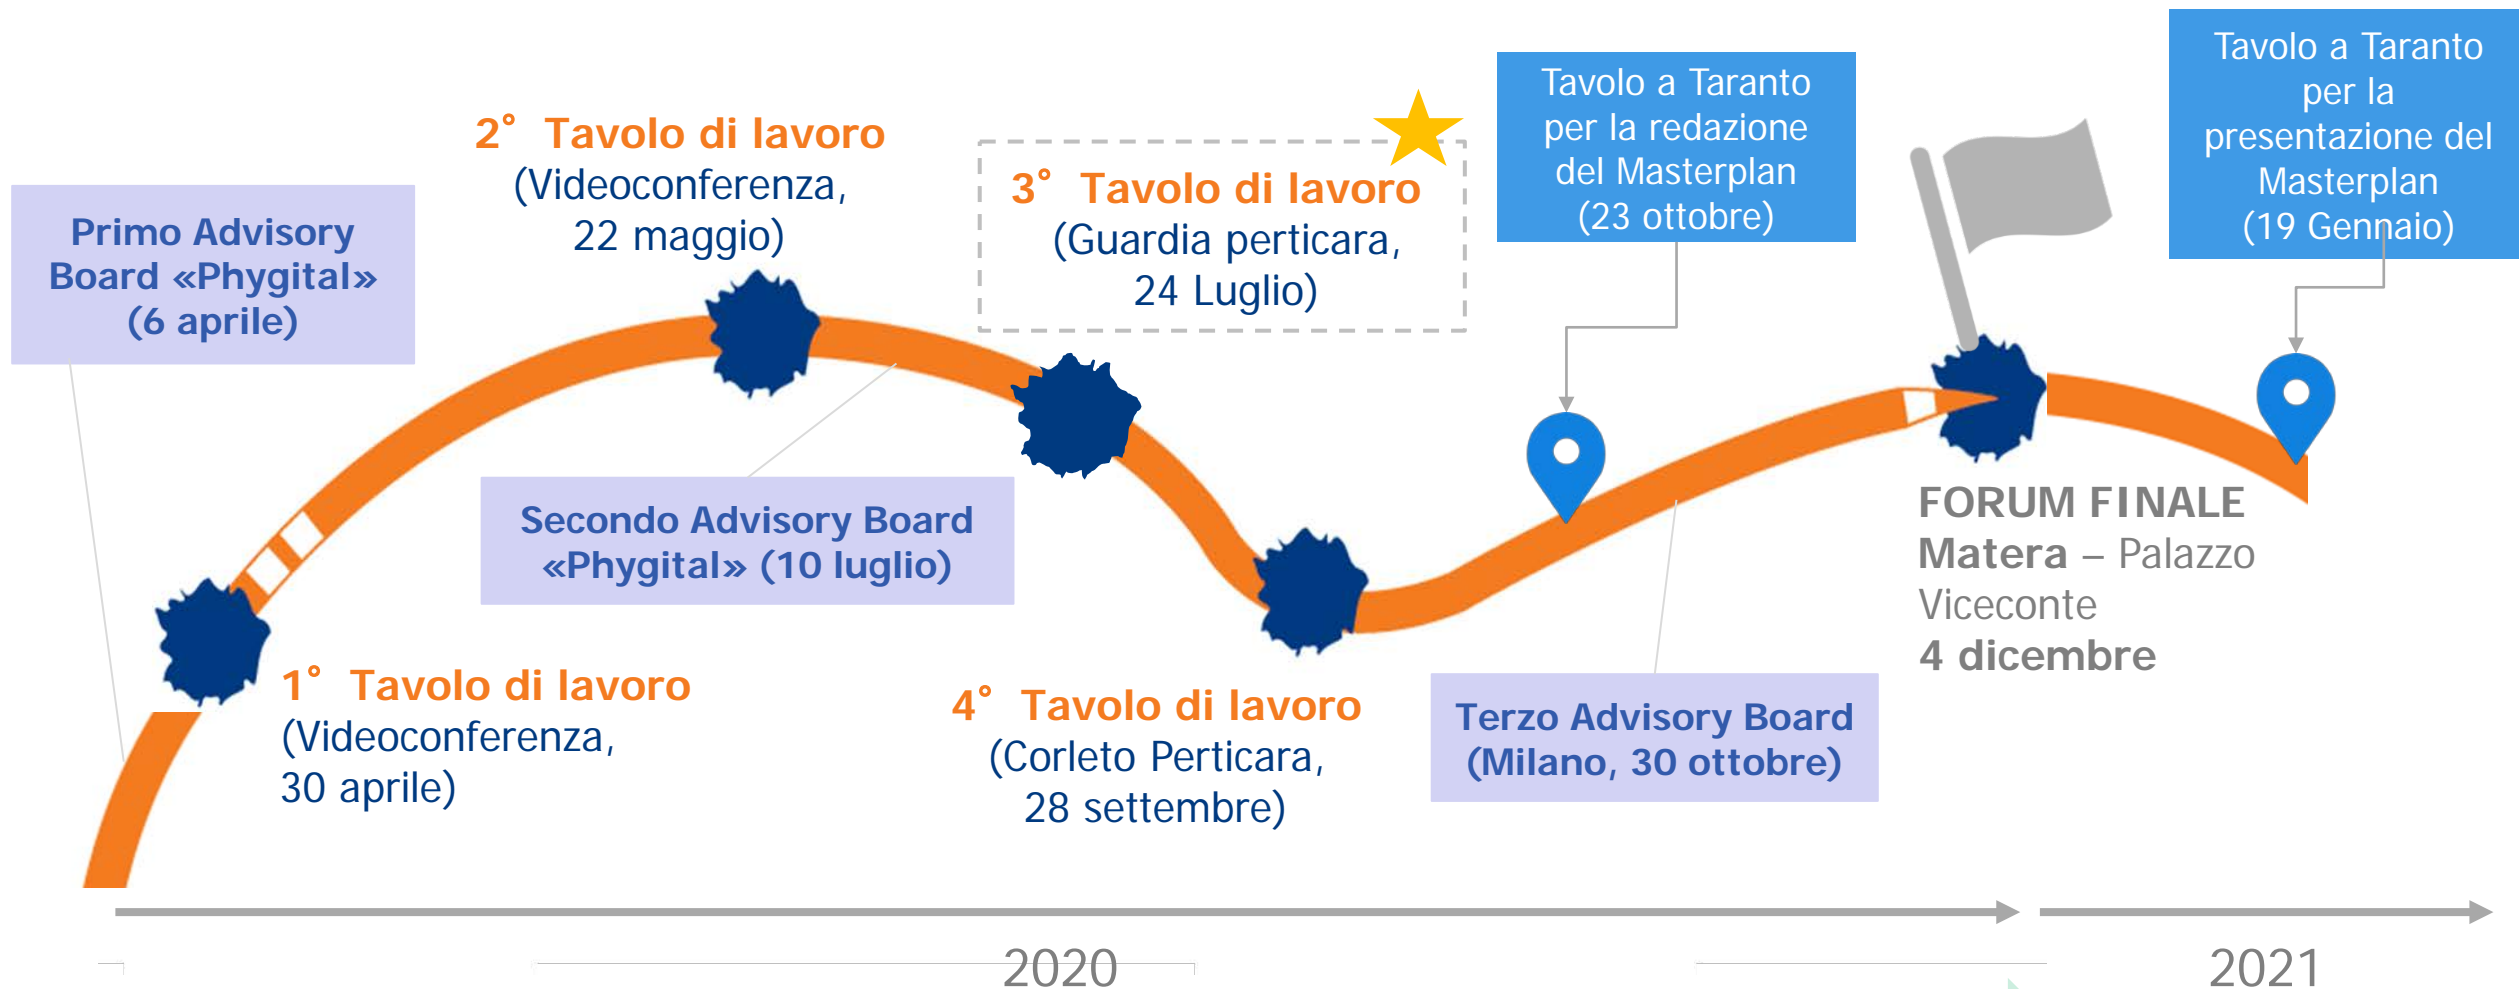 Primo Advisory
Board «Phygital»
(6 aprile)
2° Tavolo di lavoro
(Videoconferenza,
22 maggio)
3° Tavolo di lavoro
(Guardia perticara,
24 Luglio)
Tavolo a Taranto
per la redazione
del Masterplan
(23 ottobre)
Tavolo a Taranto
per la
presentazione del
Masterplan
(19 Gennaio)
Secondo Advisory Board
«Phygital» (10 luglio)
1° Tavolo di lavoro
(Videoconferenza,
30 aprile)
4° Tavolo di lavoro
(Corleto Perticara,
28 settembre)
Terzo Advisory Board
(Milano, 30 ottobre)
FORUM FINALE
Matera – Palazzo
Viceconte
4 dicembre
2020
2021